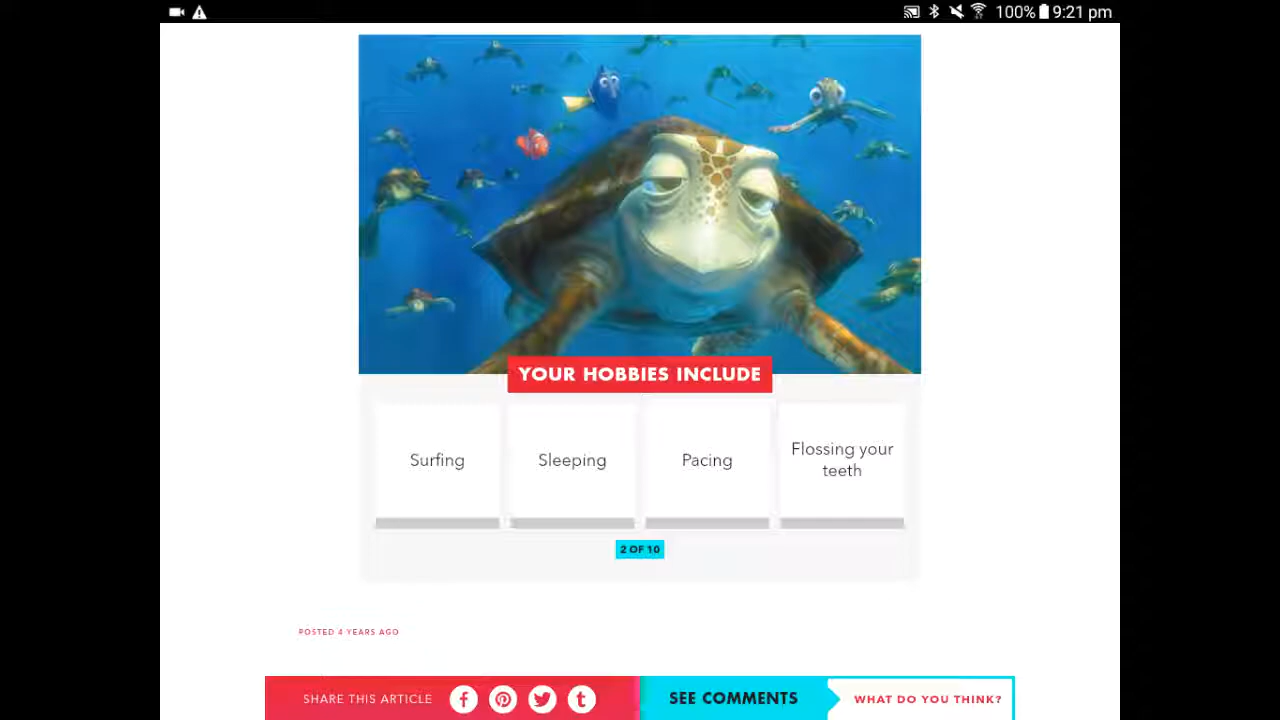 100% 9:21 pm
YOUR HOBBIES INCLUDE
Surfing
Sleeping
Pacing
Flossing your
teeth
2 OF 10
POSTED 4 YEARS AGO
SHARE THIS ARTICLE
SEE COMMENTS
WHAT DO YOU THINK?